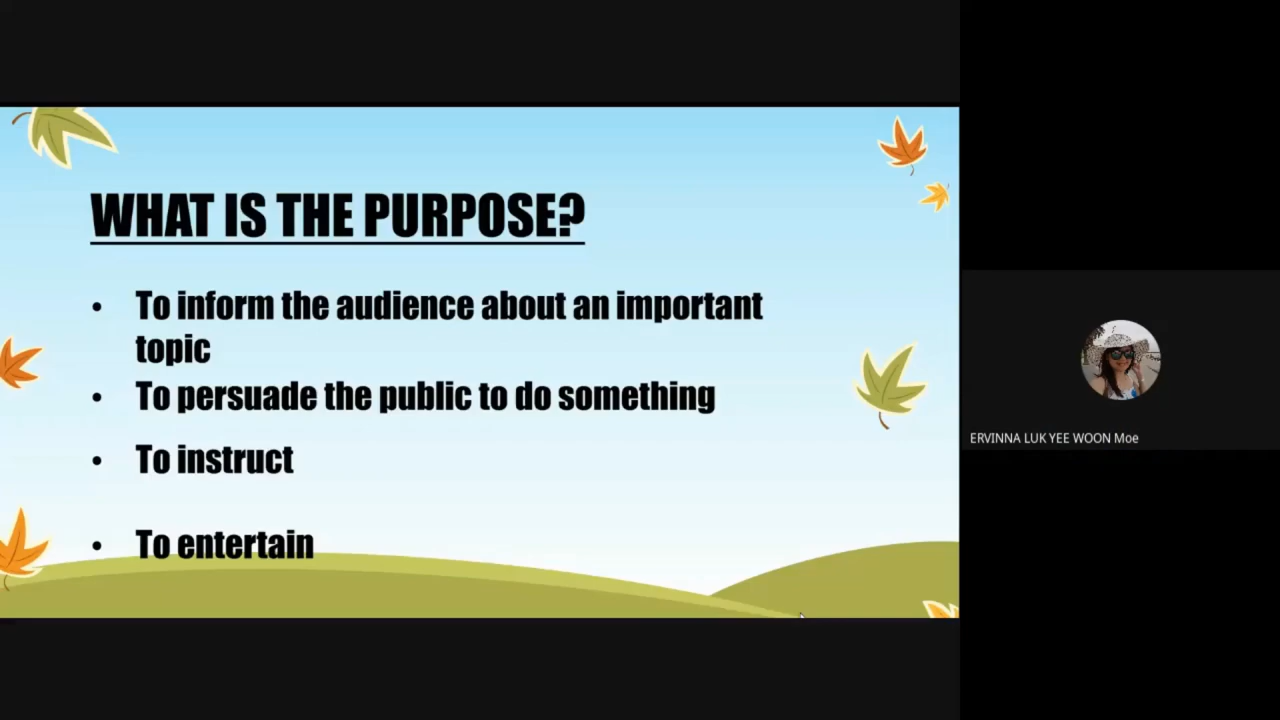 WHAT IS THE PURPOSE?
• To inform the audience about an important
topic
• To persuade the public to do something
• To instruct
• To entertain
ERVINNA LUK YEE WOON Moe